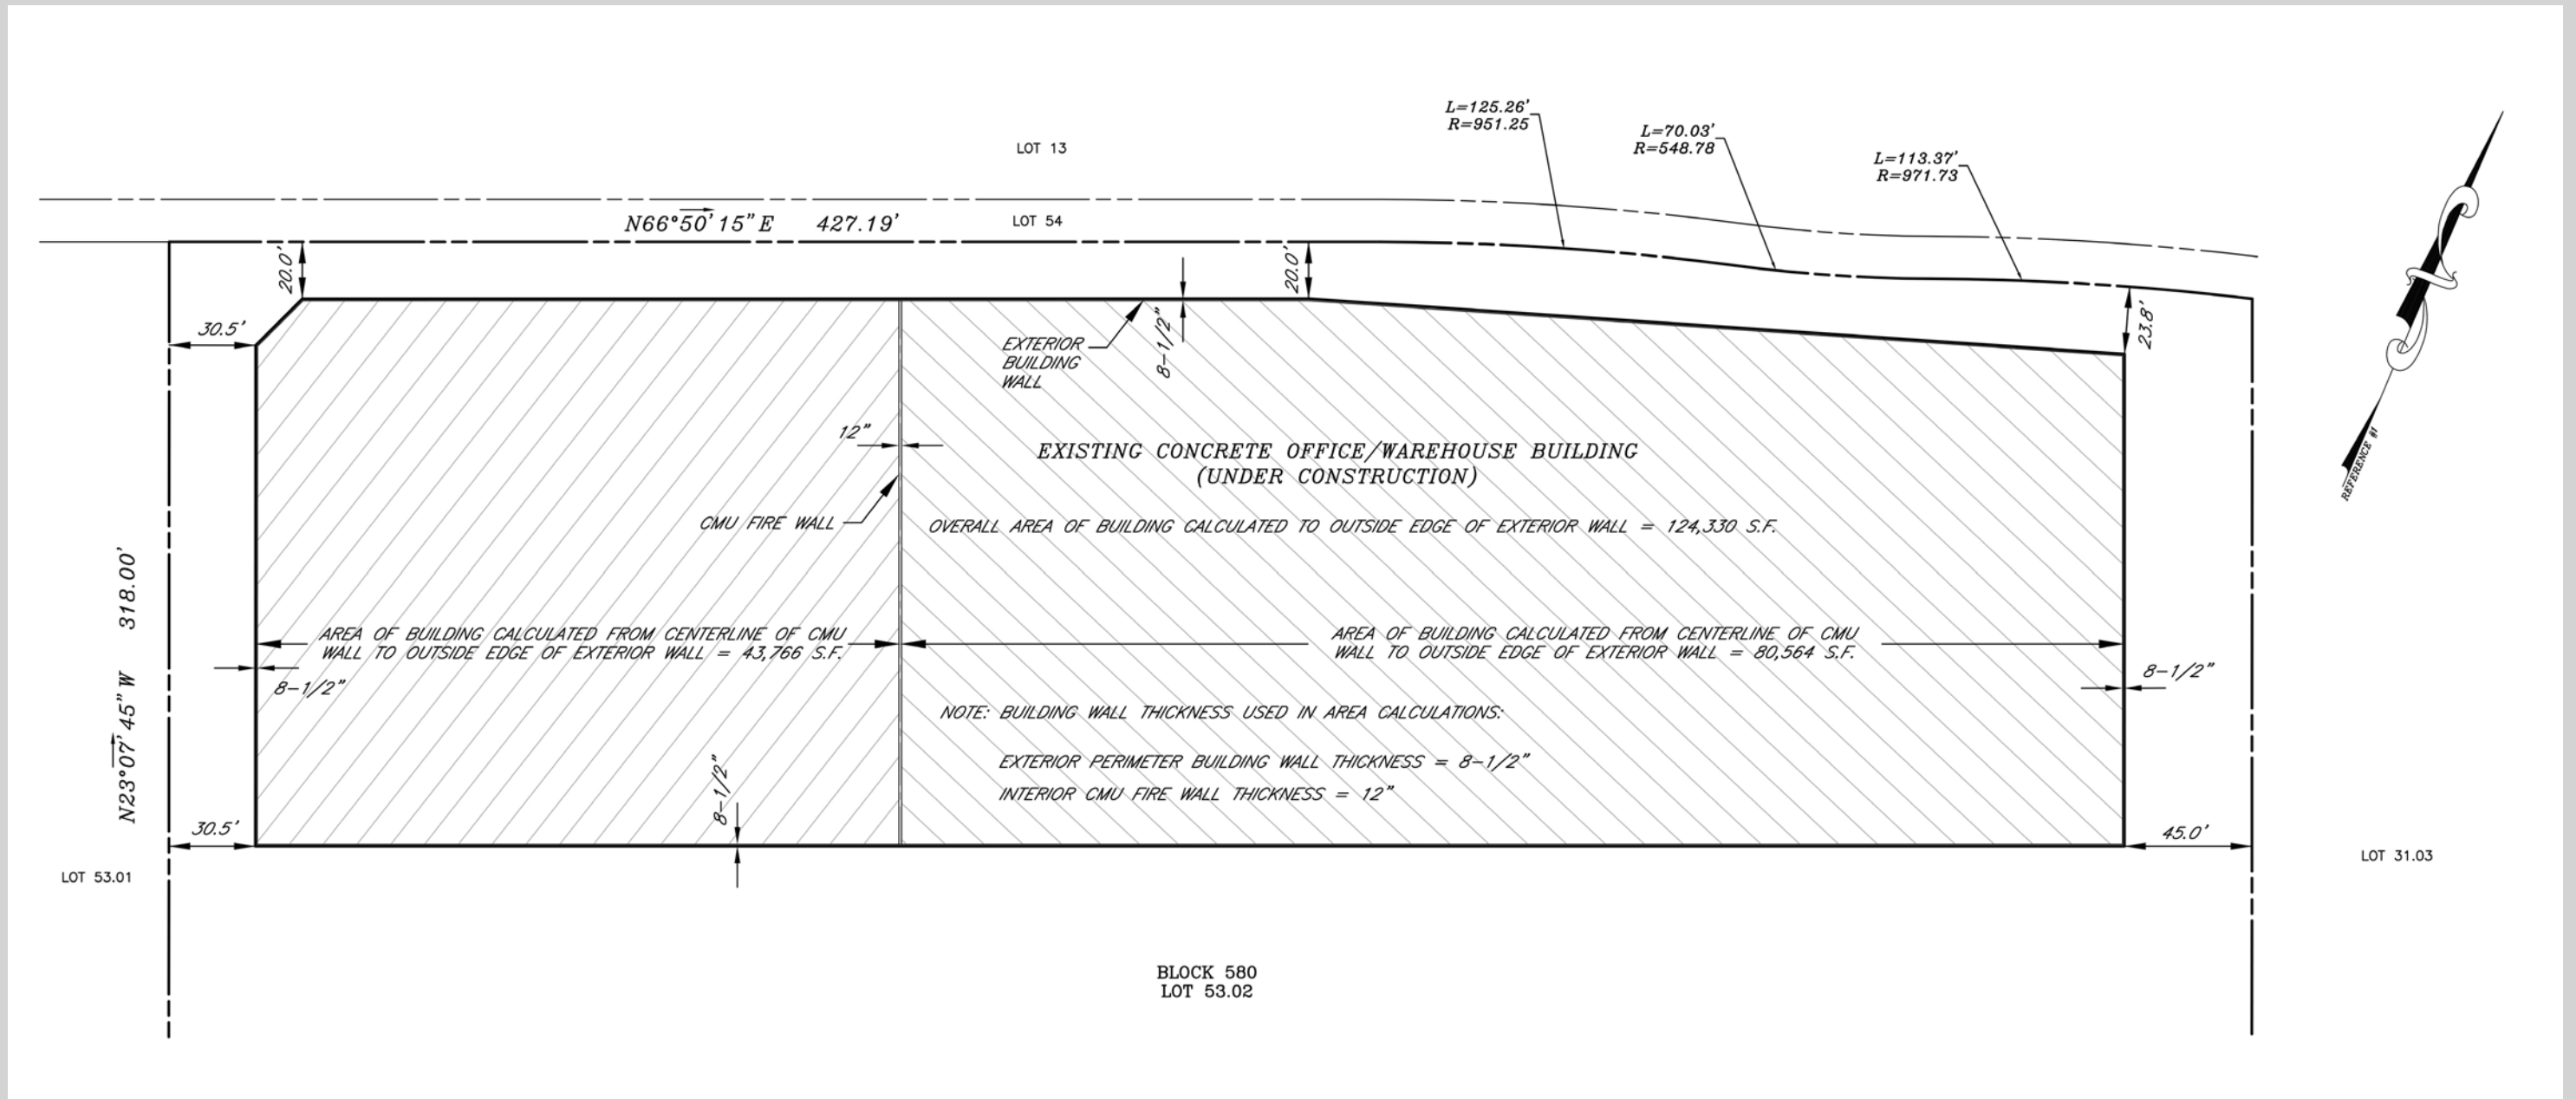 L=125.26'
R=951.25
L=70.03'
R=548.78
L=113.37'
R=971.73
LOT 13
N66°50'15"E 427.19'
LOT 54
20.0'
20.0'
23.8'
30.5'
8-1/2"
EXTERIOR
BUILDING
WALL
12"
EXISTING CONCRETE OFFICE/WAREHOUSE BUILDING
(UNDER CONSTRUCTION)
REFERENCE #1
CMU FIRE WALL
OVERALL AREA OF BUILDING CALCULATED TO OUTSIDE EDGE OF EXTERIOR WALL = 124,330 S.F.
N23°07'45"W 318.00'
AREA OF BUILDING CALCULATED FROM CENTERLINE OF CMU
WALL TO OUTSIDE EDGE OF EXTERIOR WALL = 43,766 S.F.
AREA OF BUILDING CALCULATED FROM CENTERLINE OF CMU
WALL TO OUTSIDE EDGE OF EXTERIOR WALL = 80,564 S.F.
8-1/2"
8-1/2"
NOTE: BUILDING WALL THICKNESS USED IN AREA CALCULATIONS:
EXTERIOR PERIMETER BUILDING WALL THICKNESS = 8-1/2"
INTERIOR CMU FIRE WALL THICKNESS = 12"
8-1/2"
30.5'
45.0'
LOT 53.01
LOT 31.03
BLOCK 580
LOT 53.02